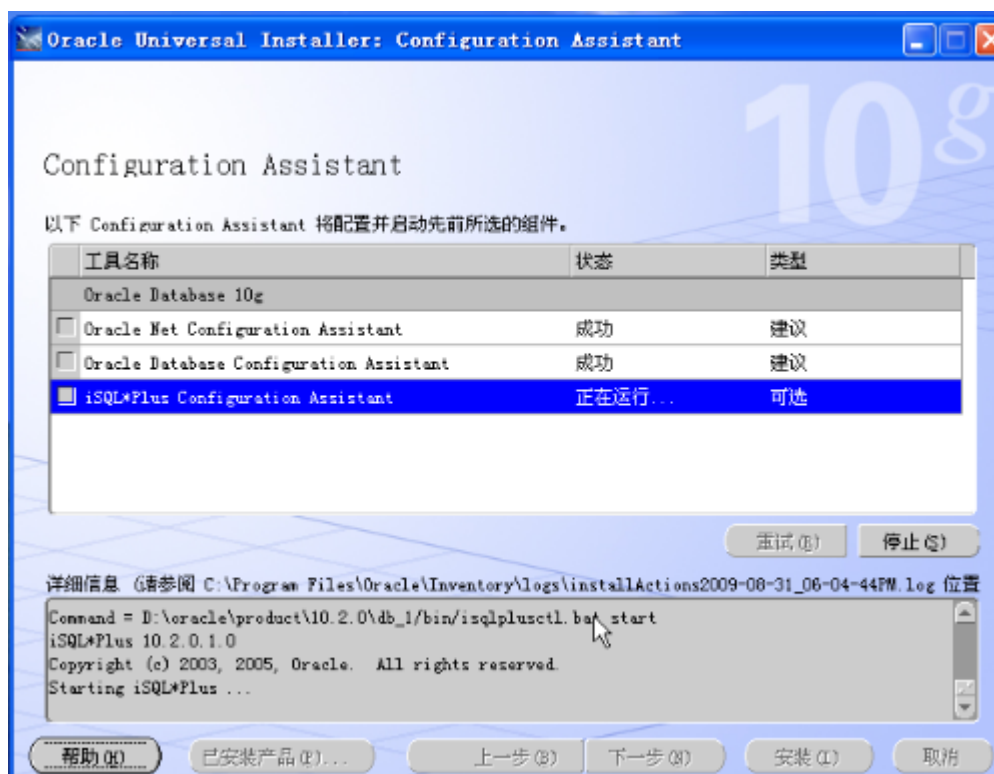 Oracle Universal Installer: Configuration Assistant
10g
Configuration Assistant
以下 Configuration Assistant 将配置并启动先前所选的组件。
工具名称 状态 类型
Oracle Database 10g
Oracle Net Configuration Assistant 成功 建议
Oracle Database Configuration Assistant 成功 建议
iSQL*Plus Configuration Assistant 正在运行... 可选
重试(R) 停止(S)
详细信息 (请参阅 C:\Program Files\Oracle\Inventory\logs\installActions2009-08-31_06-04-44PM.log 位置
Command = D:\oracle\product\10.2.0\db_1/bin/isqlplusctl.bat start
iSQL*Plus 10.2.0.1.0
Copyright (c) 2003, 2005, Oracle.  All rights reserved.
Starting iSQL*Plus ...
帮助(H) 已安装产品(P)... 上一步(B) 下一步(N) 安装(I) 取消